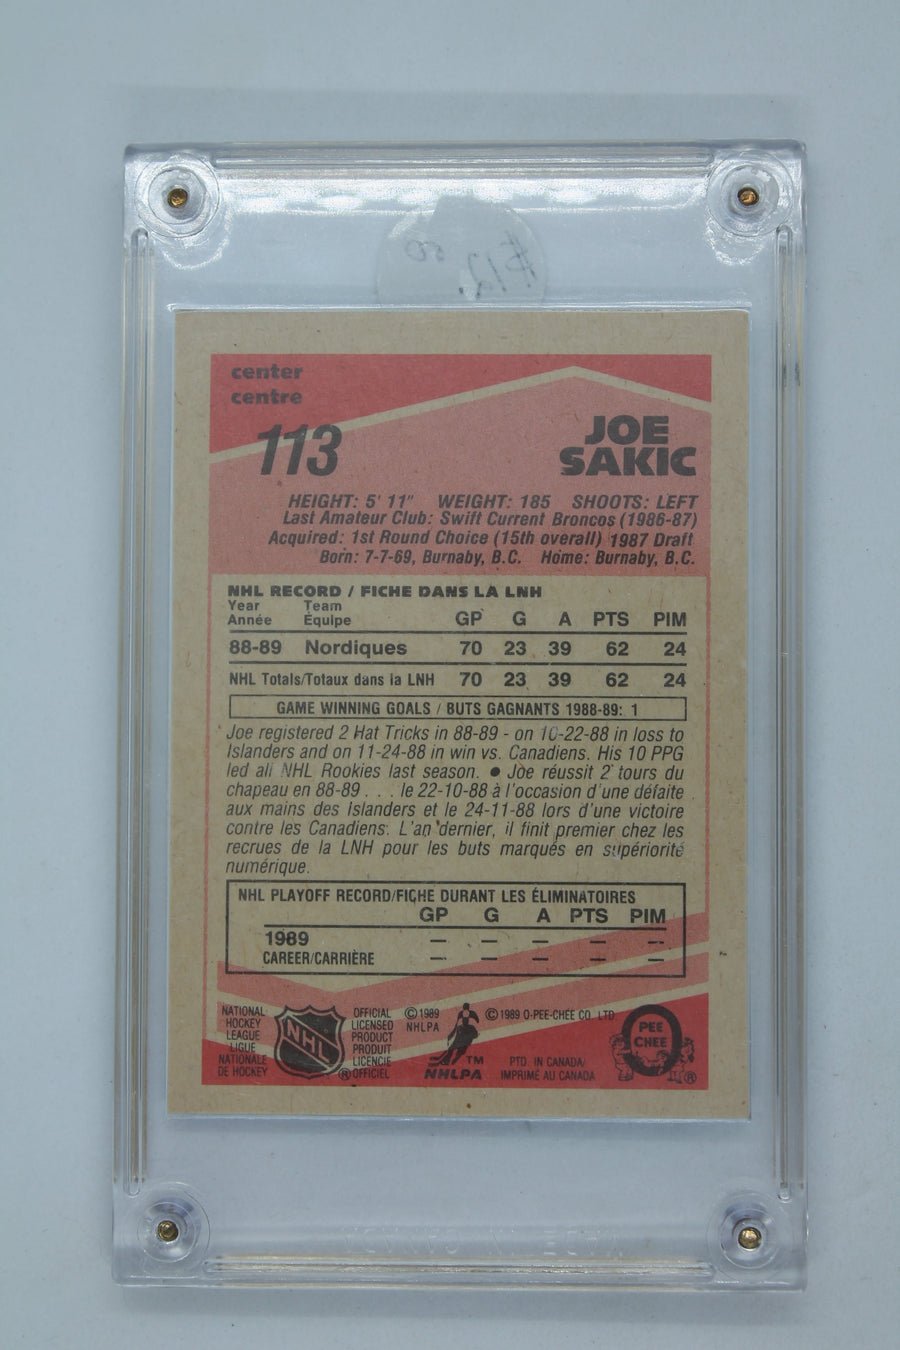 $12.00
center
centre
113
JOE
SAKIC
HEIGHT: 5' 11" WEIGHT: 185 SHOOTS: LEFT
Last Amateur Club: Swift Current Broncos (1986-87)
Acquired: 1st Round Choice (15th overall) 1987 Draft
Born: 7-7-69, Burnaby, B.C. Home: Burnaby, B.C.
NHL RECORD / FICHE DANS LA LNH
Year Team
Année Équipe GP G A PTS PIM
88-89 Nordiques 70 23 39 62 24
NHL Totals/Totaux dans la LNH 70 23 39 62 24
GAME WINNING GOALS / BUTS GAGNANTS 1988-89: 1
Joe registered 2 Hat Tricks in 88-89 - on 10-22-88 in loss to
Islanders and on 11-24-88 in win vs. Canadiens. His 10 PPG
led all NHL Rookies last season. ● Joe réussit 2 tours du
chapeau en 88-89 . . . le 22-10-88 à l'occasion d'une défaite
aux mains des Islanders et le 24-11-88 lors d'une victoire
contre les Canadiens. L'an dernier, il finit premier chez les
recrues de la LNH pour les buts marqués en supériorité
numérique.
NHL PLAYOFF RECORD/FICHE DURANT LES ÉLIMINATOIRES
GP G A PTS PIM
1989 — — — — —
CAREER/CARRIÈRE — — — — —
NATIONAL
HOCKEY
LEAGUE
LIGUE
NATIONALE
DE HOCKEY
NHL
®
OFFICIAL
LICENSED
PRODUCT
PRODUIT
LICENCIÉ
OFFICIEL
© 1989
NHLPA
TM
NHLPA
© 1989 O-PEE-CHEE CO. LTD.
PTD. IN CANADA/
IMPRIMÉ AU CANADA
O
PEE
CHEE
®